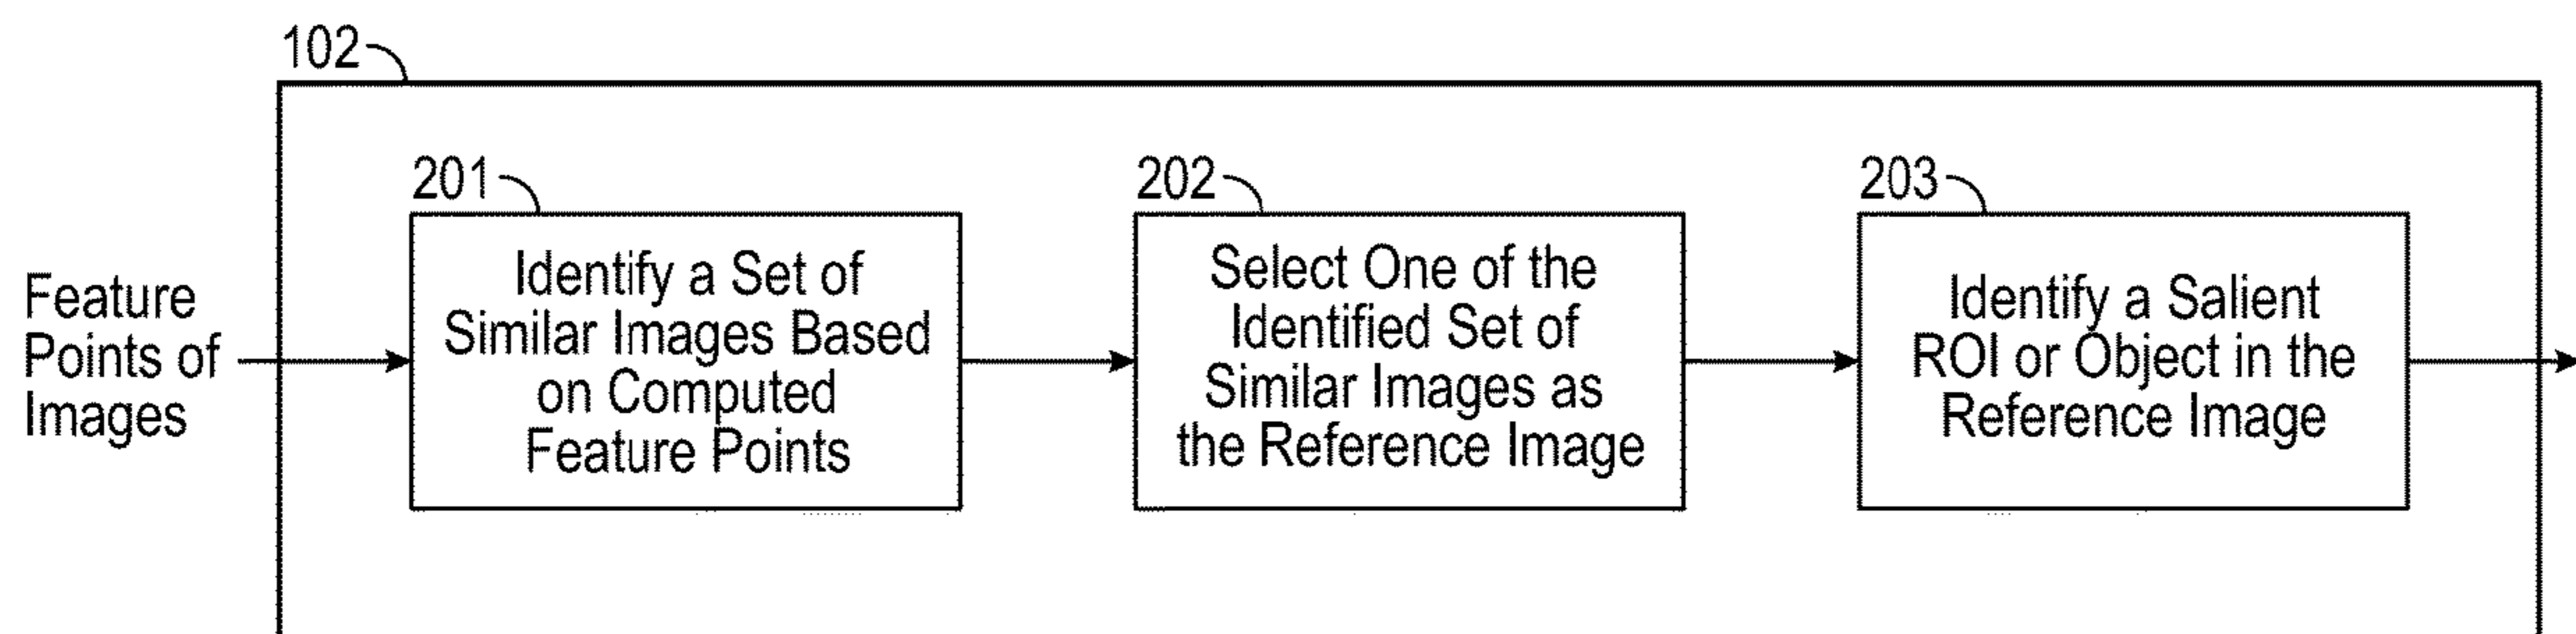 102
201
202
203
Feature
Points of
Images
Identify a Set of
Similar Images Based
on Computed
Feature Points
Select One of the
Identified Set of
Similar Images as
the Reference Image
Identify a Salient
ROI or Object in the
Reference Image